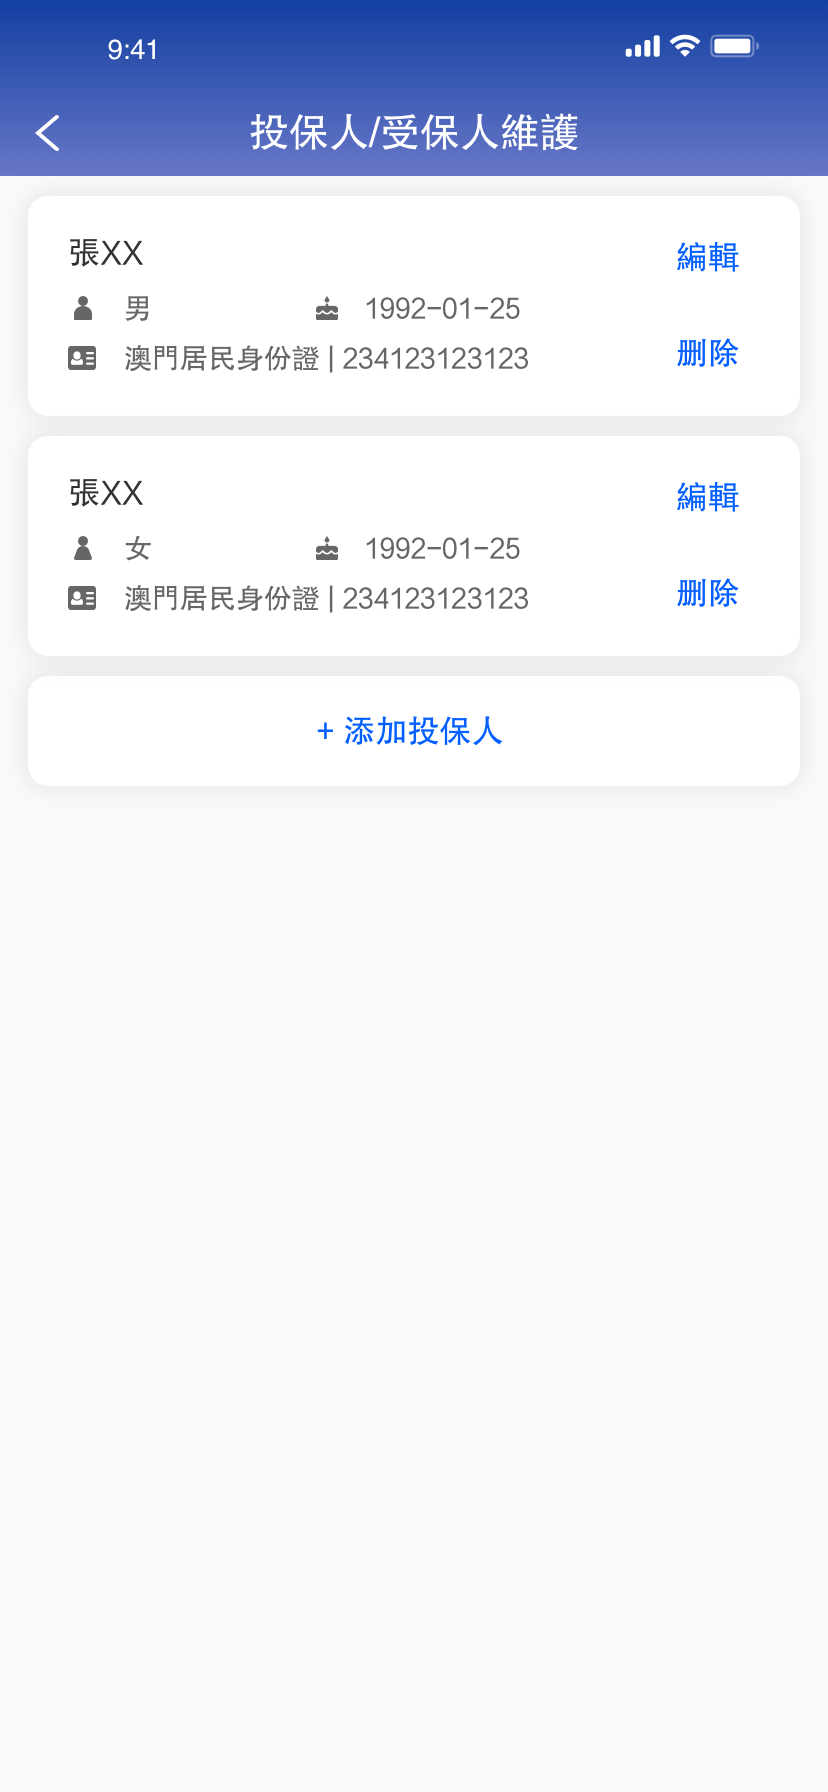 9:41
投保人/受保人維護
張XX
編輯
男 1992-01-25
澳門居民身份證 | 234123123123
刪除
張XX
編輯
女 1992-01-25
澳門居民身份證 | 234123123123
刪除
+ 添加投保人